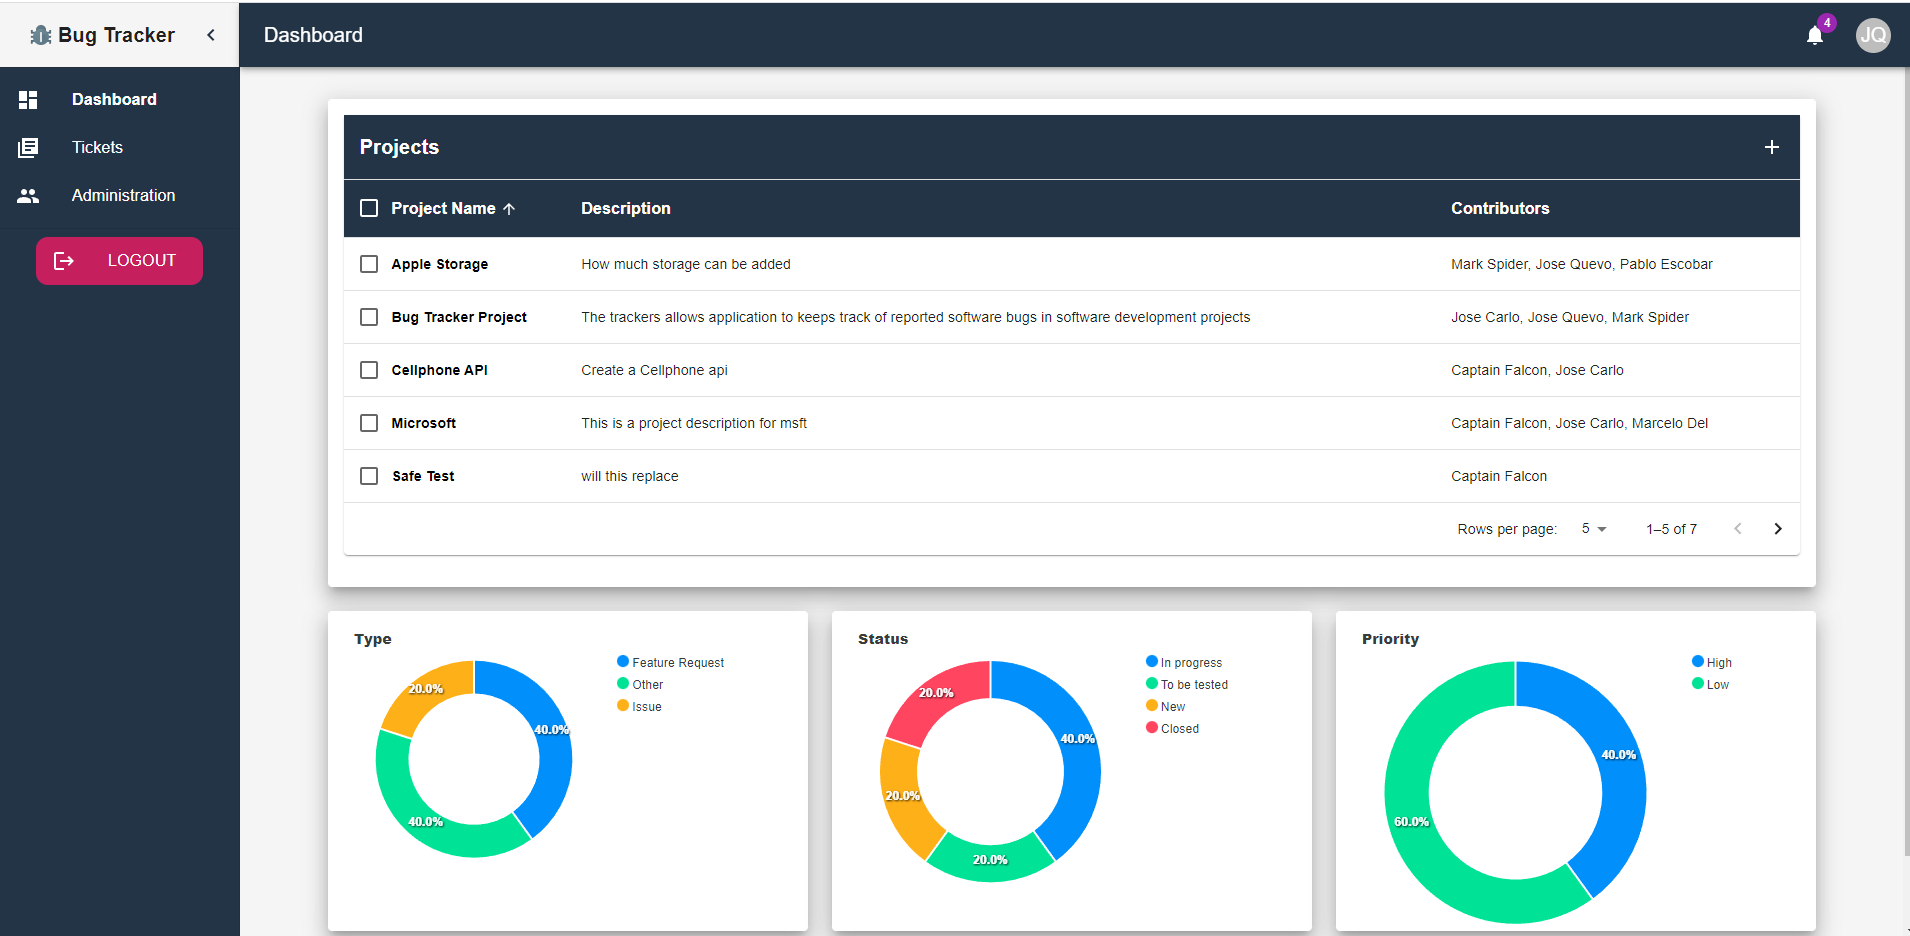 Bug Tracker
Dashboard
4
JQ
Dashboard
Tickets
Administration
LOGOUT
Projects
Project Name Description Contributors
Apple Storage How much storage can be added Mark Spider, Jose Quevo, Pablo Escobar
Bug Tracker Project The trackers allows application to keeps track of reported software bugs in software development projects Jose Carlo, Jose Quevo, Mark Spider
Cellphone API Create a Cellphone api Captain Falcon, Jose Carlo
Microsoft This is a project description for msft Captain Falcon, Jose Carlo, Marcelo Del
Safe Test will this replace Captain Falcon
Rows per page: 5 1–5 of 7
Type
Feature Request
Other
Issue
20.0%
40.0%
40.0%
Status
In progress
To be tested
New
Closed
20.0%
40.0%
20.0%
20.0%
Priority
High
Low
40.0%
60.0%